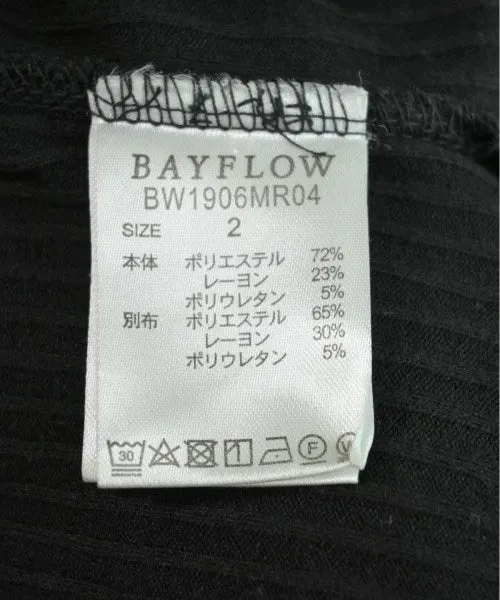 BAYFLOW
BW1906MR04
SIZE 2
本体 ポリエステル 72%
レーヨン 23%
ポリウレタン 5%
別布 ポリエステル 65%
レーヨン 30%
ポリウレタン 5%
30 F